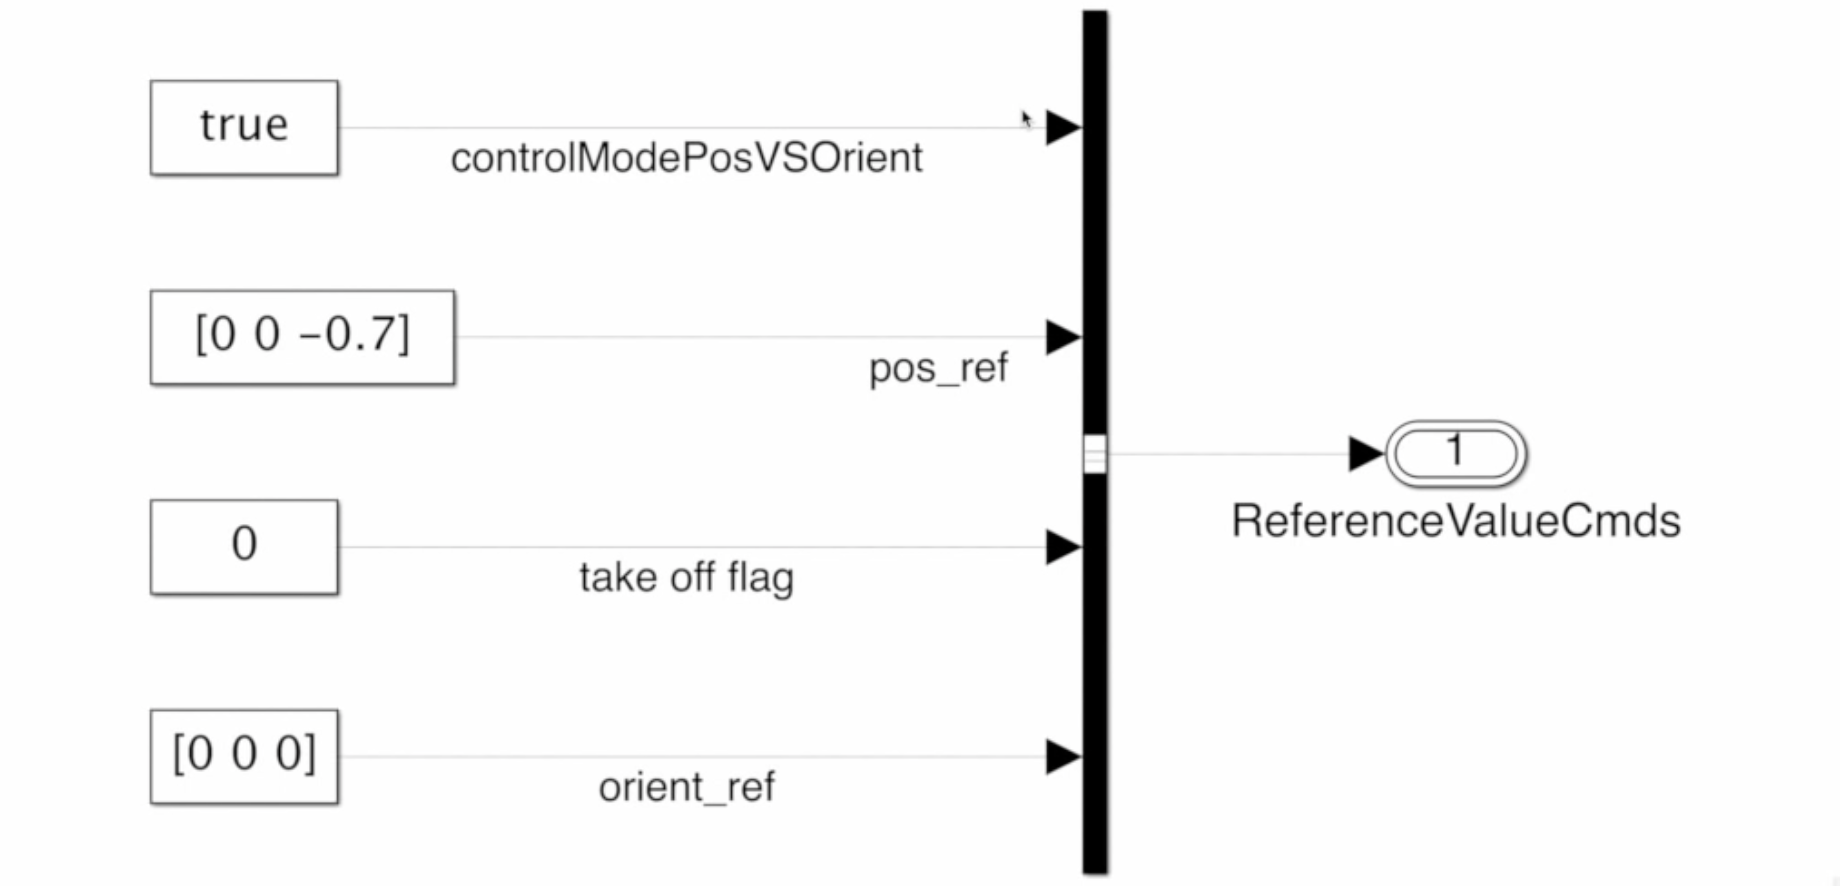 true
controlModePosVSOrient
[0 0 −0.7]
pos_ref
0
take off flag
[0 0 0]
orient_ref
1
ReferenceValueCmds